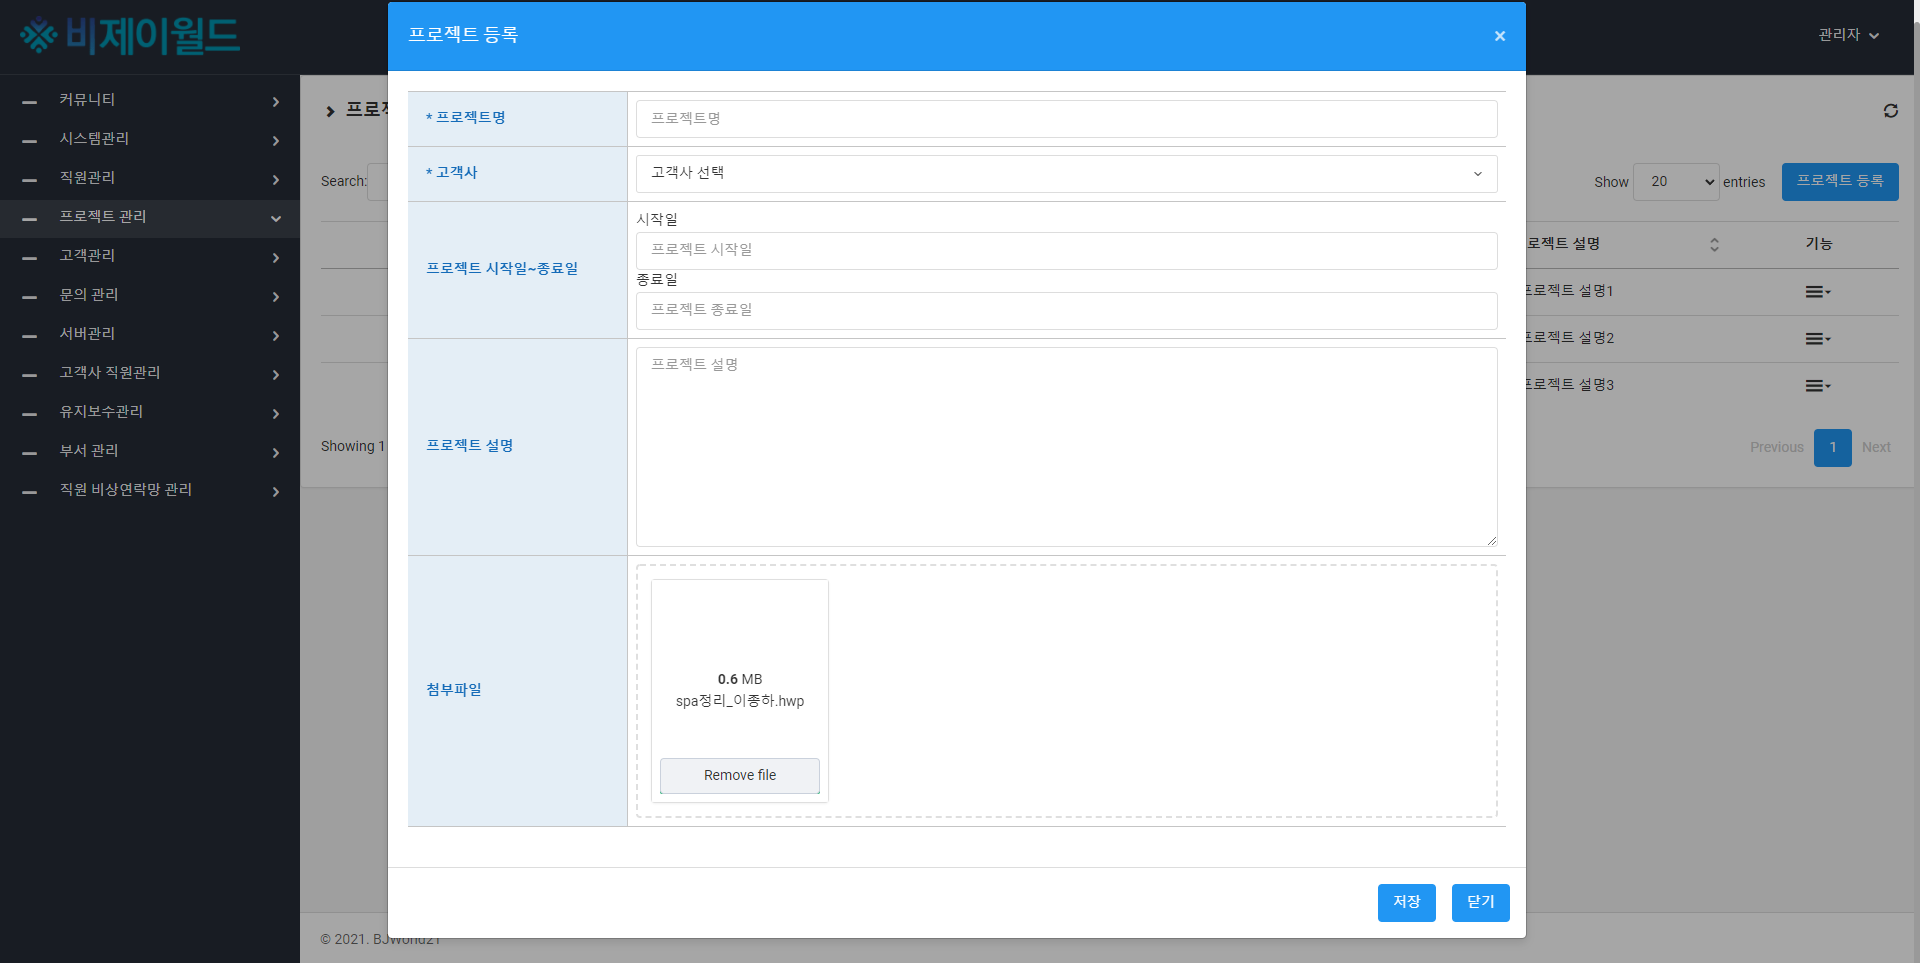 비제이월드
관리자
커뮤니티
시스템관리
직원관리
프로젝트 관리
고객관리
문의 관리
서버관리
고객사 직원관리
유지보수관리
부서 관리
직원 비상연락망 관리
프로젝트 등록
×
* 프로젝트명
프로젝트명
* 고객사
고객사 선택
프로젝트 시작일~종료일
시작일
프로젝트 시작일
종료일
프로젝트 종료일
프로젝트 설명
프로젝트 설명
첨부파일
0.6 MB
spa정리_이종하.hwp
Remove file
저장
닫기
Search:
Show 20 entries
프로젝트 등록
로젝트 설명
기능
프로젝트 설명1
프로젝트 설명2
프로젝트 설명3
Showing 1
Previous 1 Next
© 2021. BJWorld21